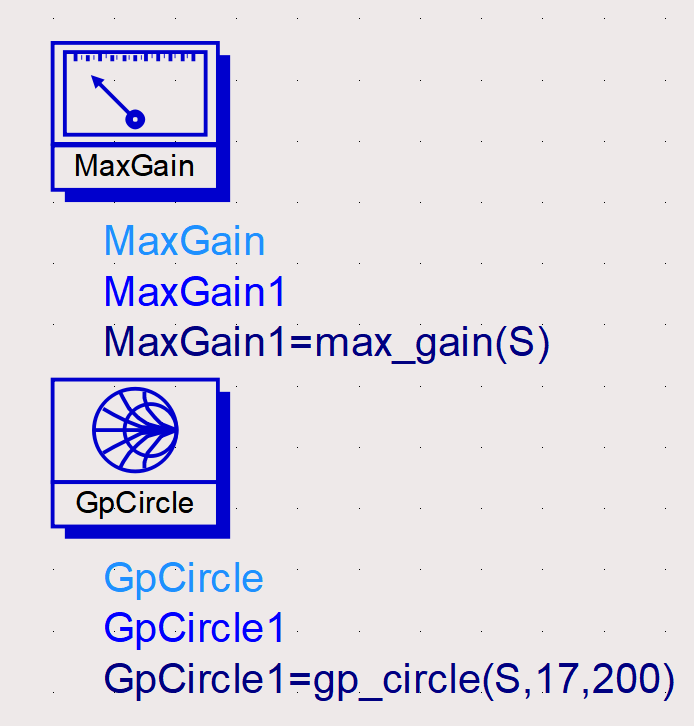 MaxGain
MaxGain
MaxGain1
MaxGain1=max_gain(S)
GpCircle
GpCircle
GpCircle1
GpCircle1=gp_circle(S,17,200)